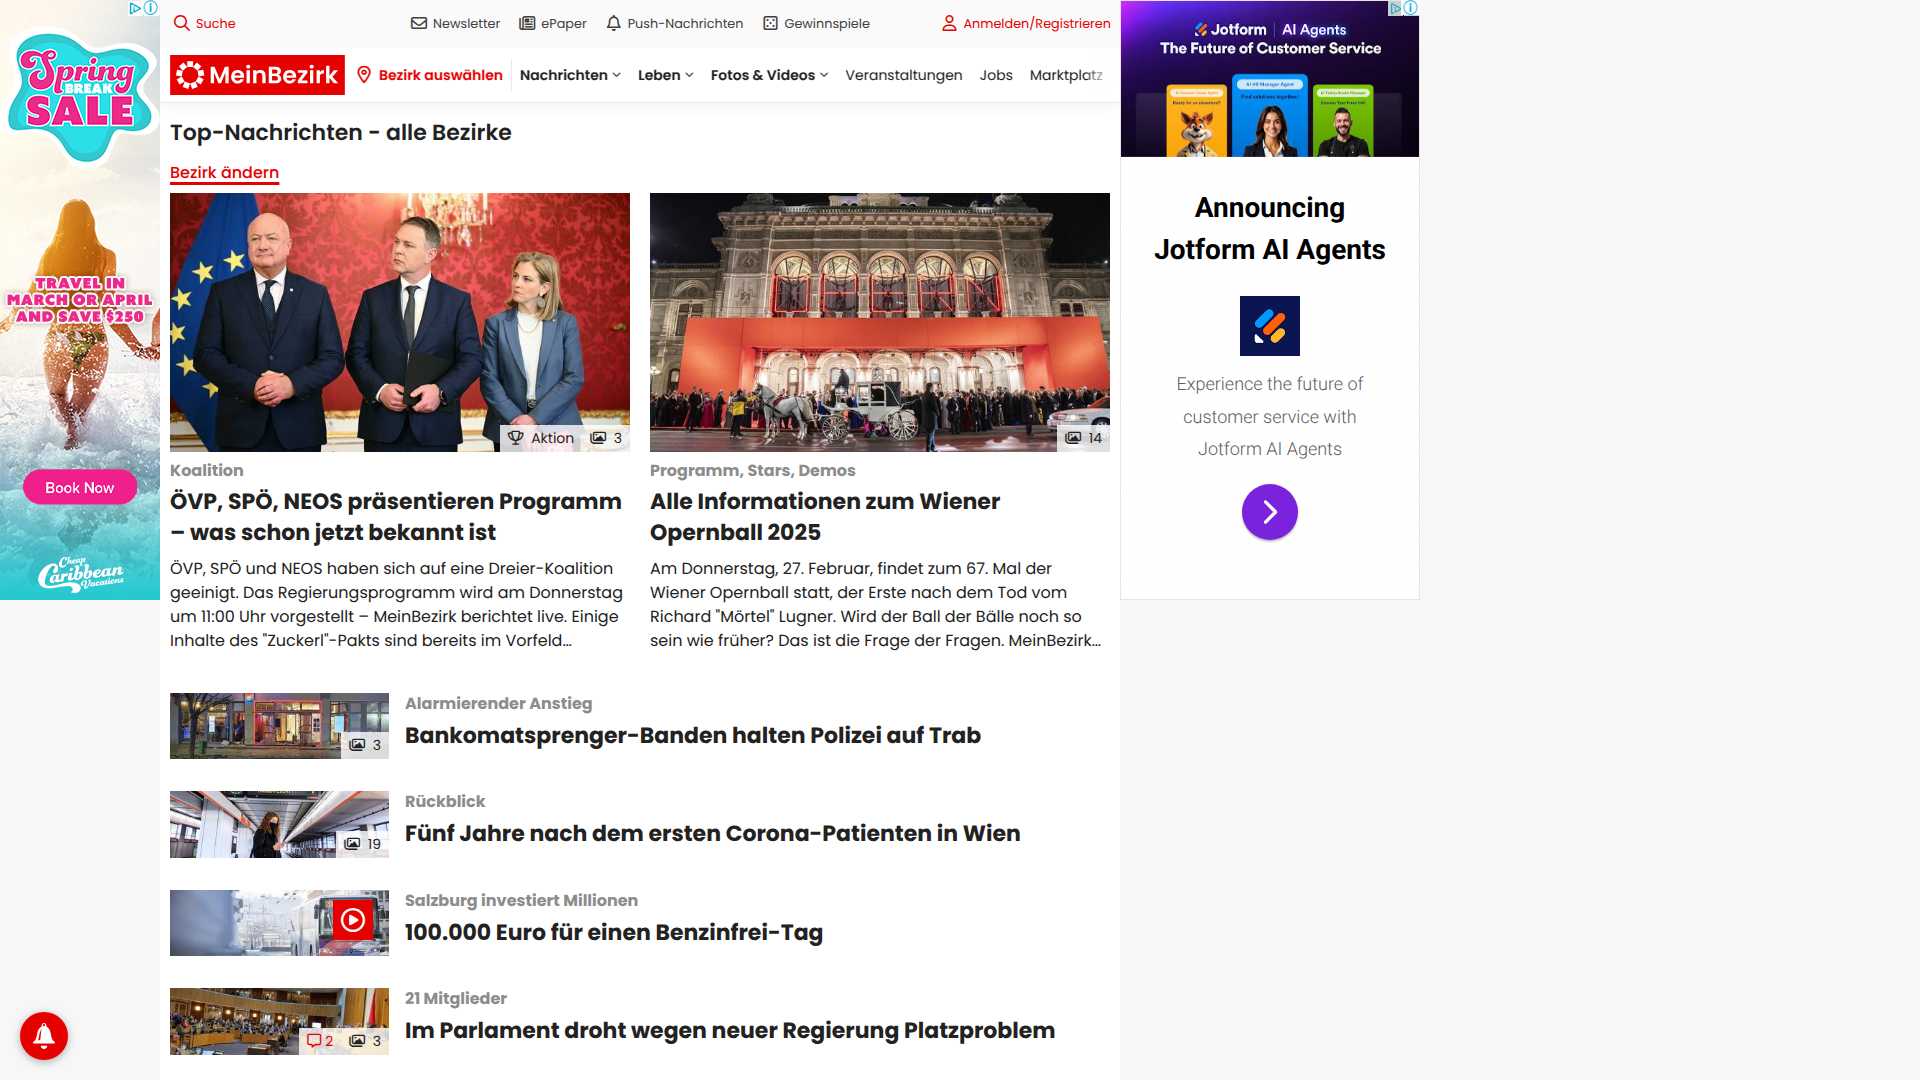 Suche
Newsletter
ePaper
Push-Nachrichten
Gewinnspiele
Anmelden/Registrieren
MeinBezirk
Bezirk auswählen
Nachrichten
Leben
Fotos & Videos
Veranstaltungen
Jobs
Marktplatz
Spring
BREAK
SALE
TRAVEL IN
MARCH OR APRIL
AND SAVE $250
Book Now
Cheap
Caribbean
Vacations
Top-Nachrichten - alle Bezirke
Bezirk ändern
Aktion
3
Koalition
ÖVP, SPÖ, NEOS präsentieren Programm
– was schon jetzt bekannt ist
ÖVP, SPÖ und NEOS haben sich auf eine Dreier-Koalition
geeinigt. Das Regierungsprogramm wird am Donnerstag
um 11:00 Uhr vorgestellt – MeinBezirk berichtet live. Einige
Inhalte des "Zuckerl"-Pakts sind bereits im Vorfeld...
14
Programm, Stars, Demos
Alle Informationen zum Wiener
Opernball 2025
Am Donnerstag, 27. Februar, findet zum 67. Mal der
Wiener Opernball statt, der Erste nach dem Tod vom
Richard "Mörtel" Lugner. Wird der Ball der Bälle noch so
sein wie früher? Das ist die Frage der Fragen. MeinBezirk...
3
Alarmierender Anstieg
Bankomatsprenger-Banden halten Polizei auf Trab
19
Rückblick
Fünf Jahre nach dem ersten Corona-Patienten in Wien
Salzburg investiert Millionen
100.000 Euro für einen Benzinfrei-Tag
2
3
21 Mitglieder
Im Parlament droht wegen neuer Regierung Platzproblem
Jotform AI Agents
The Future of Customer Service
Announcing
Jotform AI Agents
Experience the future of
customer service with
Jotform AI Agents